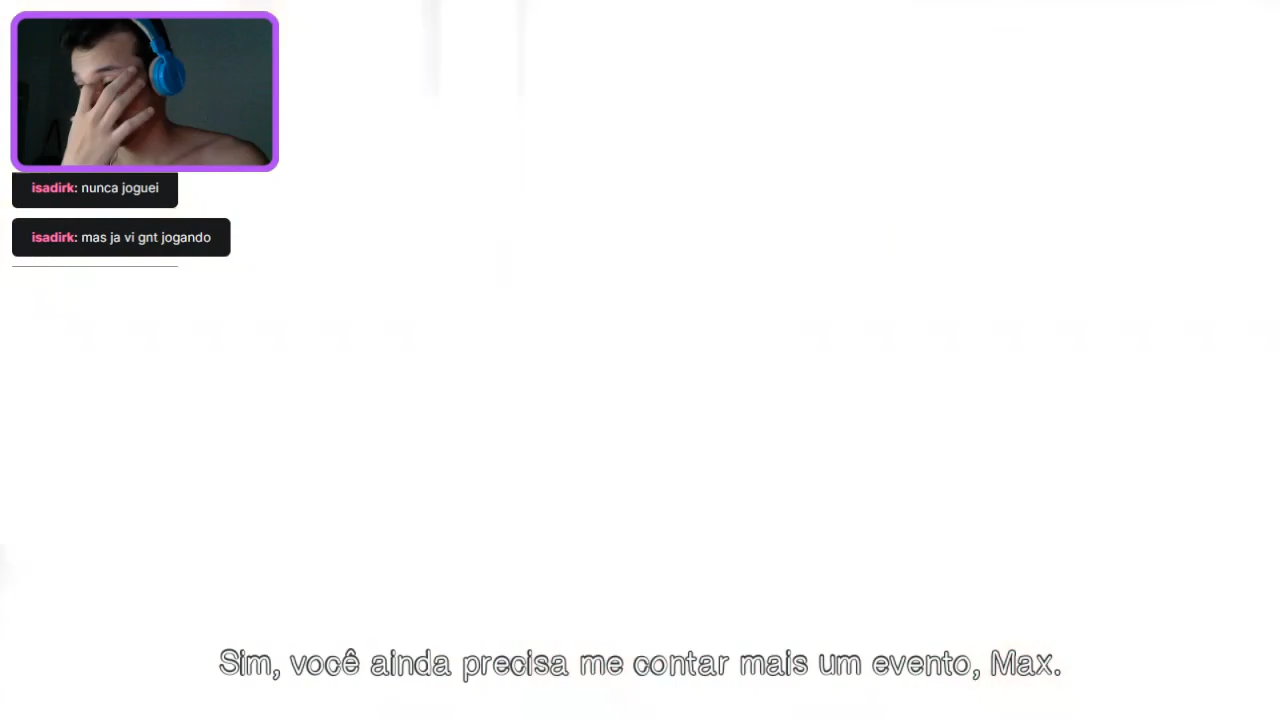 isadirk: nunca joguei
isadirk: mas ja vi gnt jogando
Sim, você ainda precisa me contar mais um evento, Max.